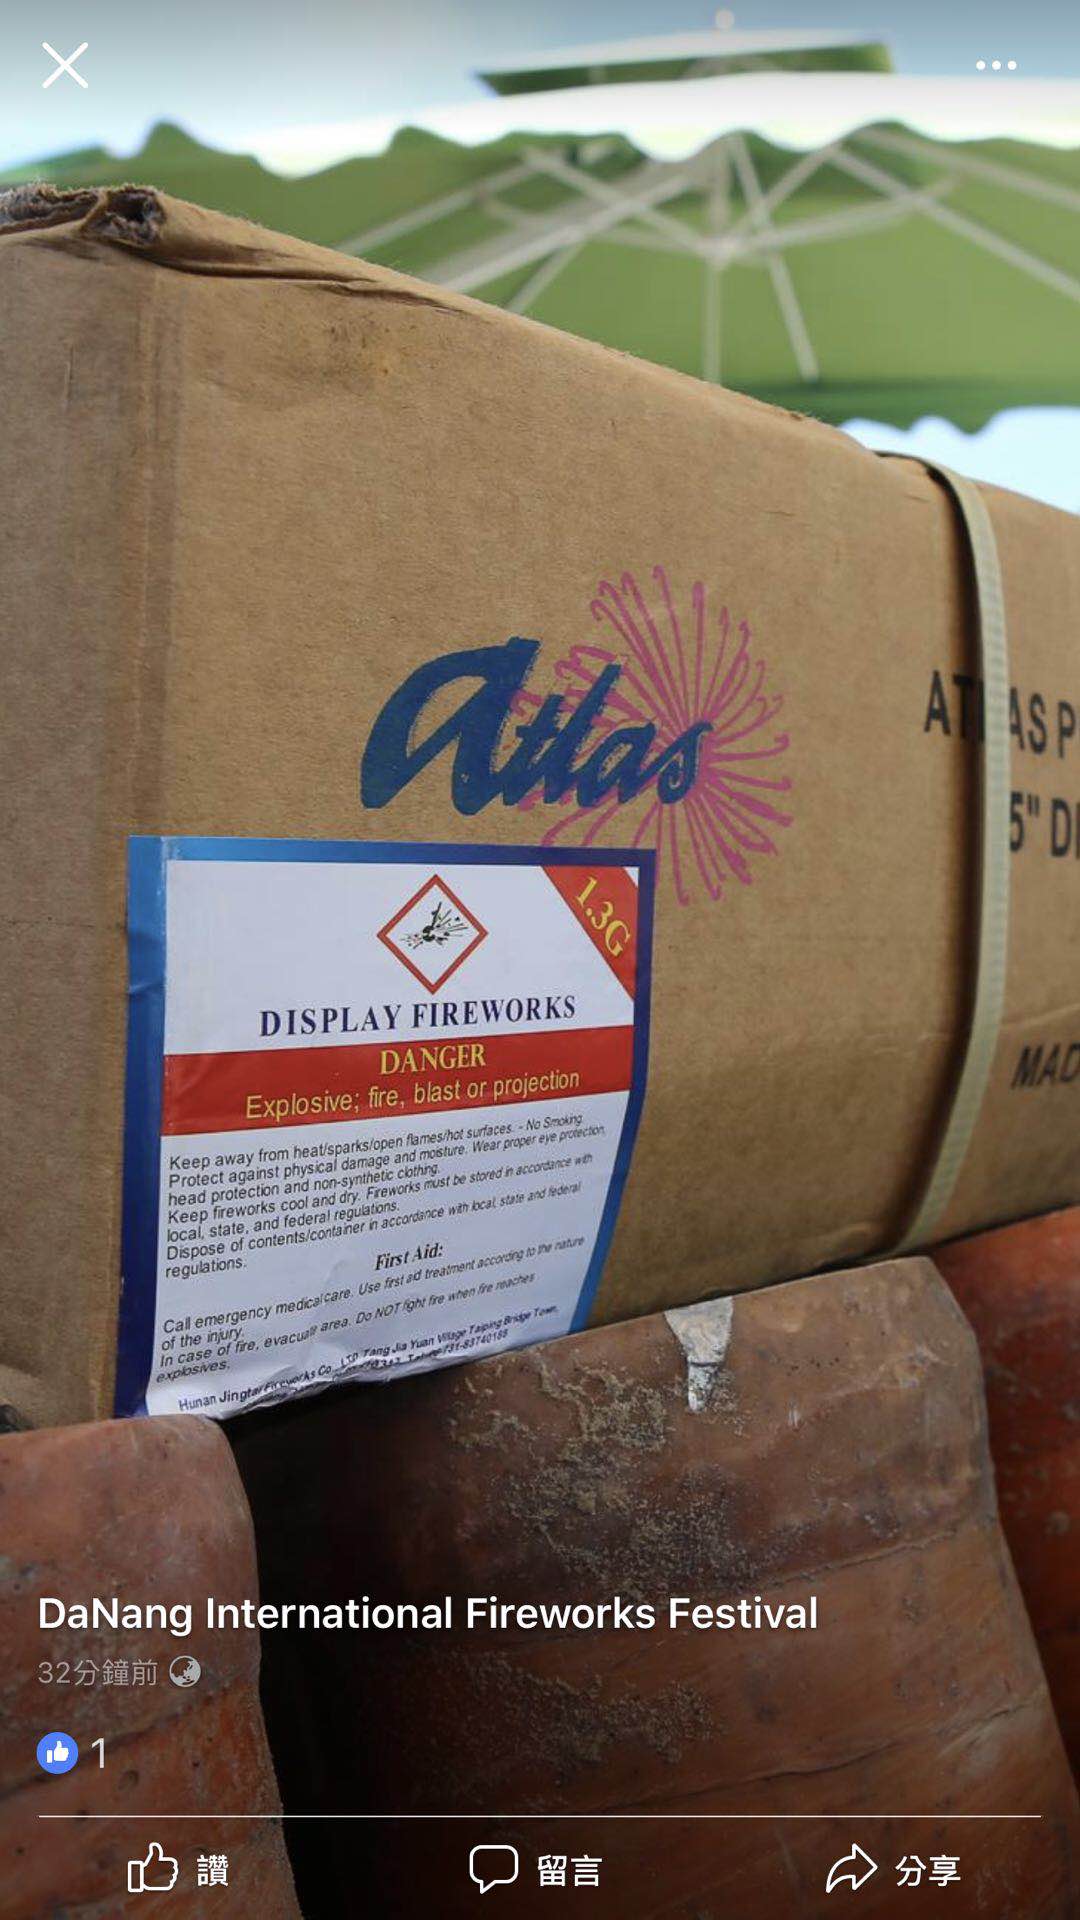 Atlas
AT AS P
5" DI
MAD
1.3G
DISPLAY FIREWORKS
DANGER
Explosive; fire, blast or projection
Keep away from heat/sparks/open flames/hot surfaces. - No Smoking.
Protect against physical damage and moisture. Wear proper eye protection,
head protection and non-synthetic clothing.
Keep fireworks cool and dry. Fireworks must be stored in accordance with
local, state, and federal regulations.
Dispose of contents/container in accordance with local, state and federal
regulations.
First Aid:
Call emergency medical care. Use first aid treatment according to the nature
of the injury.
In case of fire, evacuate area. Do NOT fight fire when fire reaches
explosives.
Hunan Jingtai Fireworks Co., LTD. Tang Jia Yuan Village Taiping Bridge Town,
731-83740188
DaNang International Fireworks Festival
32分鐘前
1
讚
留言
分享